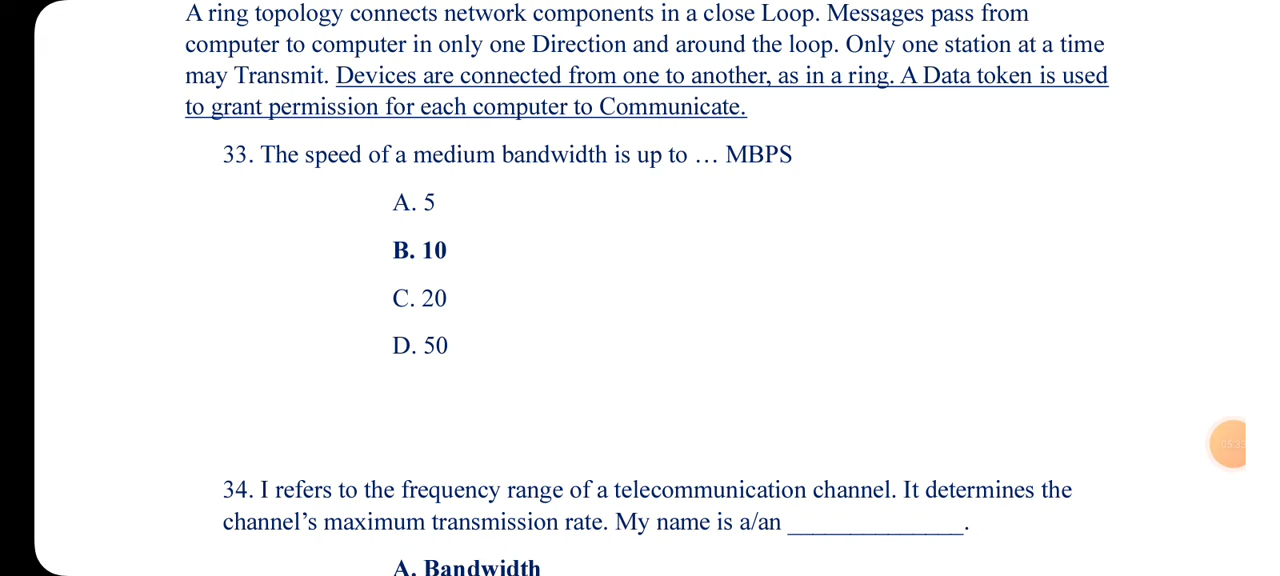 A ring topology connects network components in a close Loop. Messages pass from
computer to computer in only one Direction and around the loop. Only one station at a time
may Transmit. Devices are connected from one to another, as in a ring. A Data token is used
to grant permission for each computer to Communicate.
33. The speed of a medium bandwidth is up to … MBPS
A. 5
B. 10
C. 20
D. 50
34. I refers to the frequency range of a telecommunication channel. It determines the
channel’s maximum transmission rate. My name is a/an ______________.
A. Bandwidth